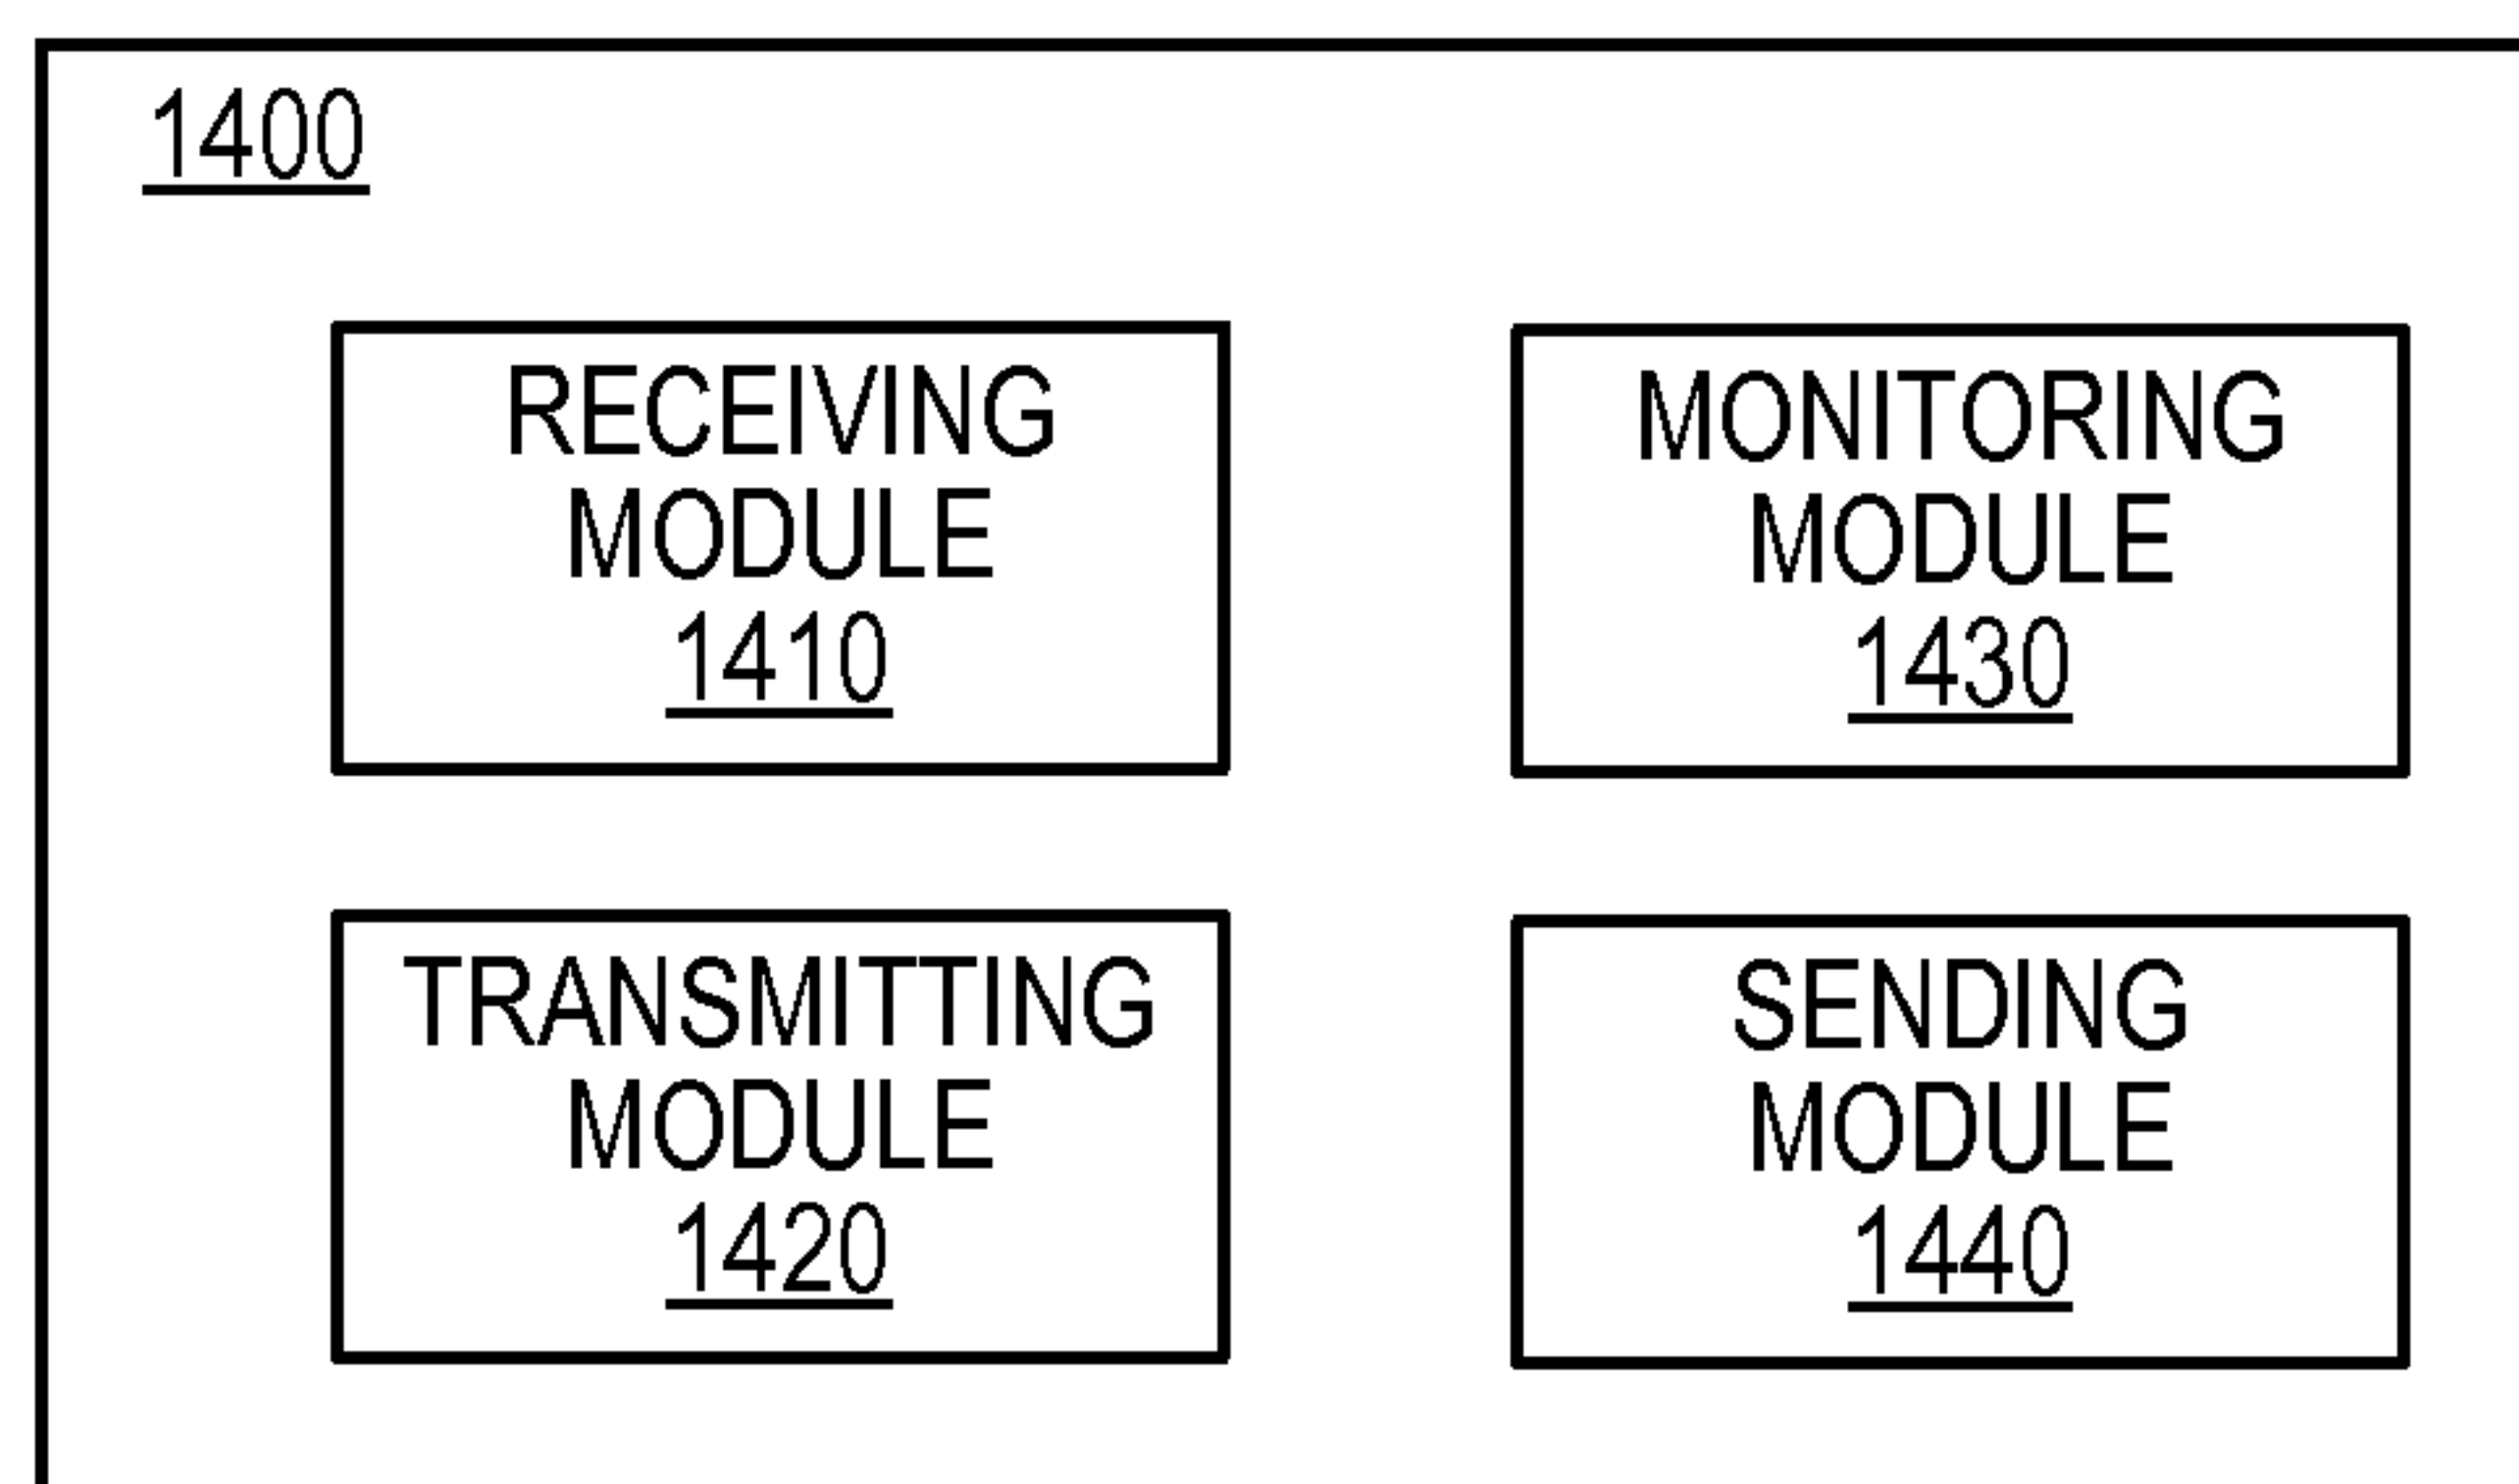 1400
RECEIVING
MODULE
1410
MONITORING
MODULE
1430
TRANSMITTING
MODULE
1420
SENDING
MODULE
1440